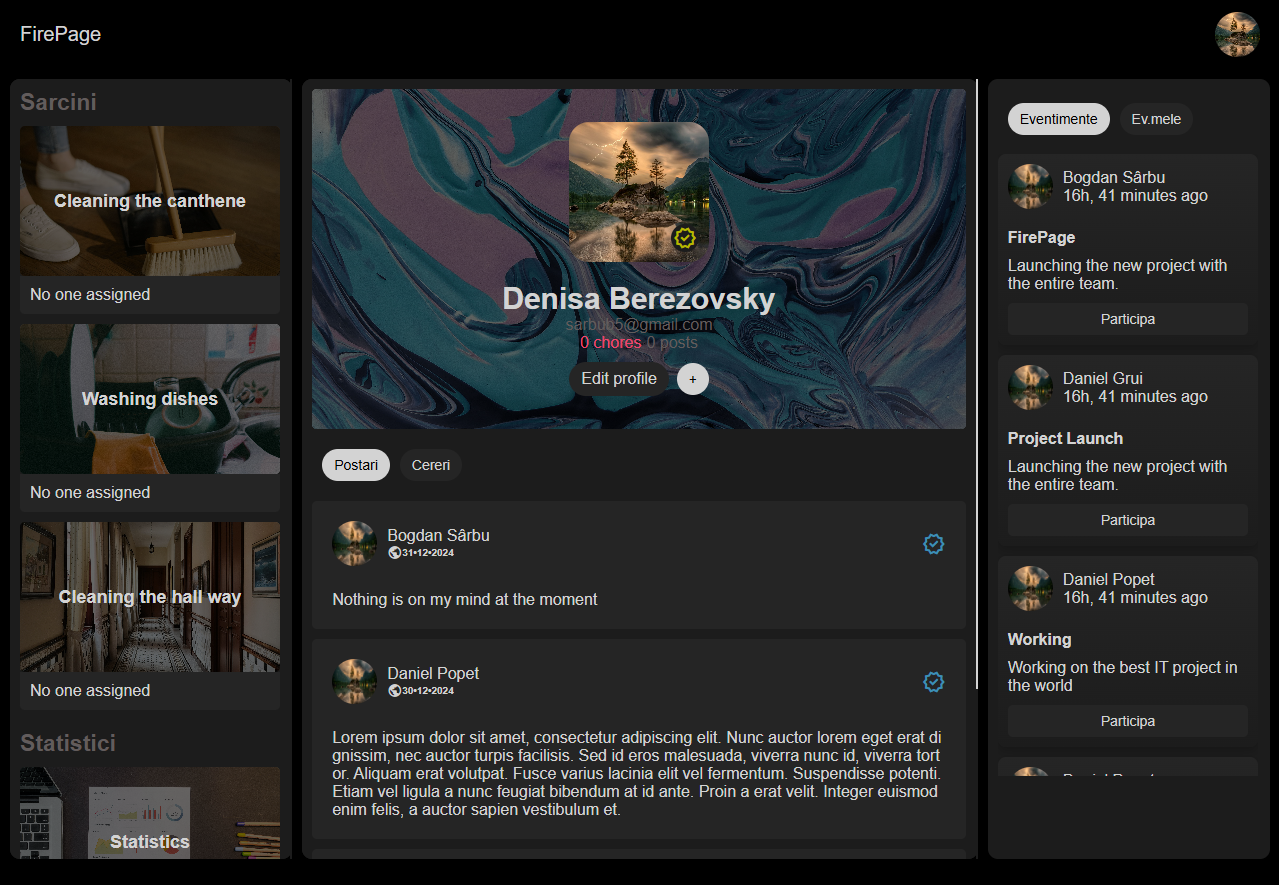 FirePage
Sarcini
Cleaning the canthene
No one assigned
Washing dishes
No one assigned
Cleaning the hall way
No one assigned
Statistici
Statistics
Denisa Berezovsky
sarbub5@gmail.com
0 chores 0 posts
Edit profile +
Postari Cereri
Bogdan Sârbu
31•12•2024
Nothing is on my mind at the moment
Daniel Popet
30•12•2024
Lorem ipsum dolor sit amet, consectetur adipiscing elit. Nunc auctor lorem eget erat di
gnissim, nec auctor turpis facilisis. Sed id eros malesuada, viverra nunc id, viverra tort
or. Aliquam erat volutpat. Fusce varius lacinia elit vel fermentum. Suspendisse potenti.
Etiam vel ligula a nunc feugiat bibendum at id ante. Proin a erat velit. Integer euismod
enim felis, a auctor sapien vestibulum et.
Eventimente Ev.mele
Bogdan Sârbu
16h, 41 minutes ago
FirePage
Launching the new project with
the entire team.
Participa
Daniel Grui
16h, 41 minutes ago
Project Launch
Launching the new project with
the entire team.
Participa
Daniel Popet
16h, 41 minutes ago
Working
Working on the best IT project in
the world
Participa